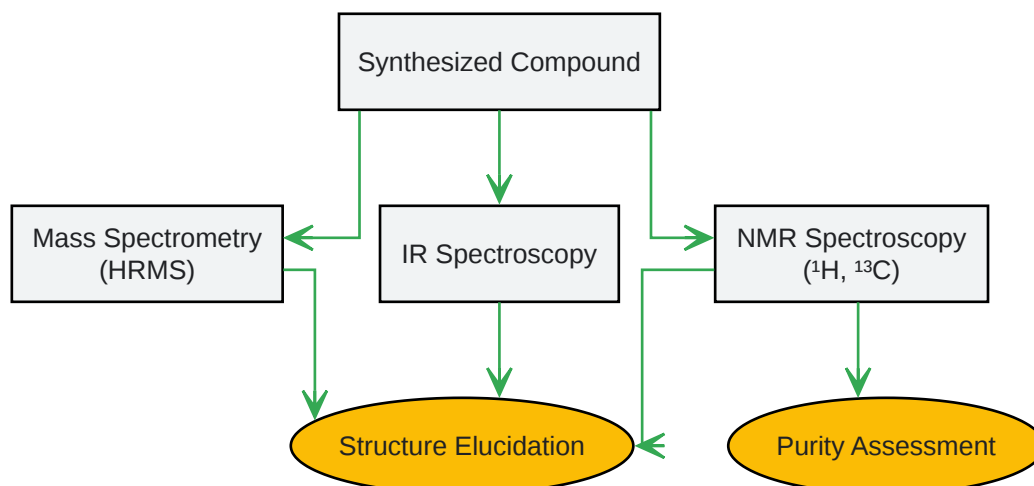 Synthesized Compound
Mass Spectrometry
(HRMS)
IR Spectroscopy
NMR Spectroscopy
(¹H, ¹³C)
Structure Elucidation
Purity Assessment